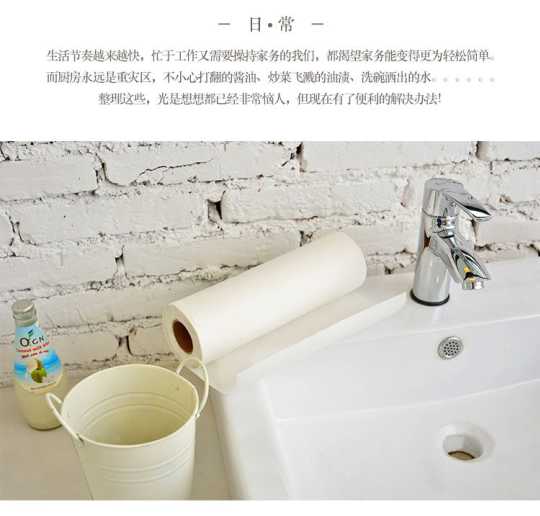 — 日•常 —
生活节奏越来越快，忙于工作又需要操持家务的我们，都渴望家务能变得更为轻松简单。
而厨房永远是重灾区，不小心打翻的酱油、炒菜飞溅的油渍、洗碗洒出的水。。。。。。
整理这些，光是想想都已经非常恼人，但现在有了便利的解决办法！